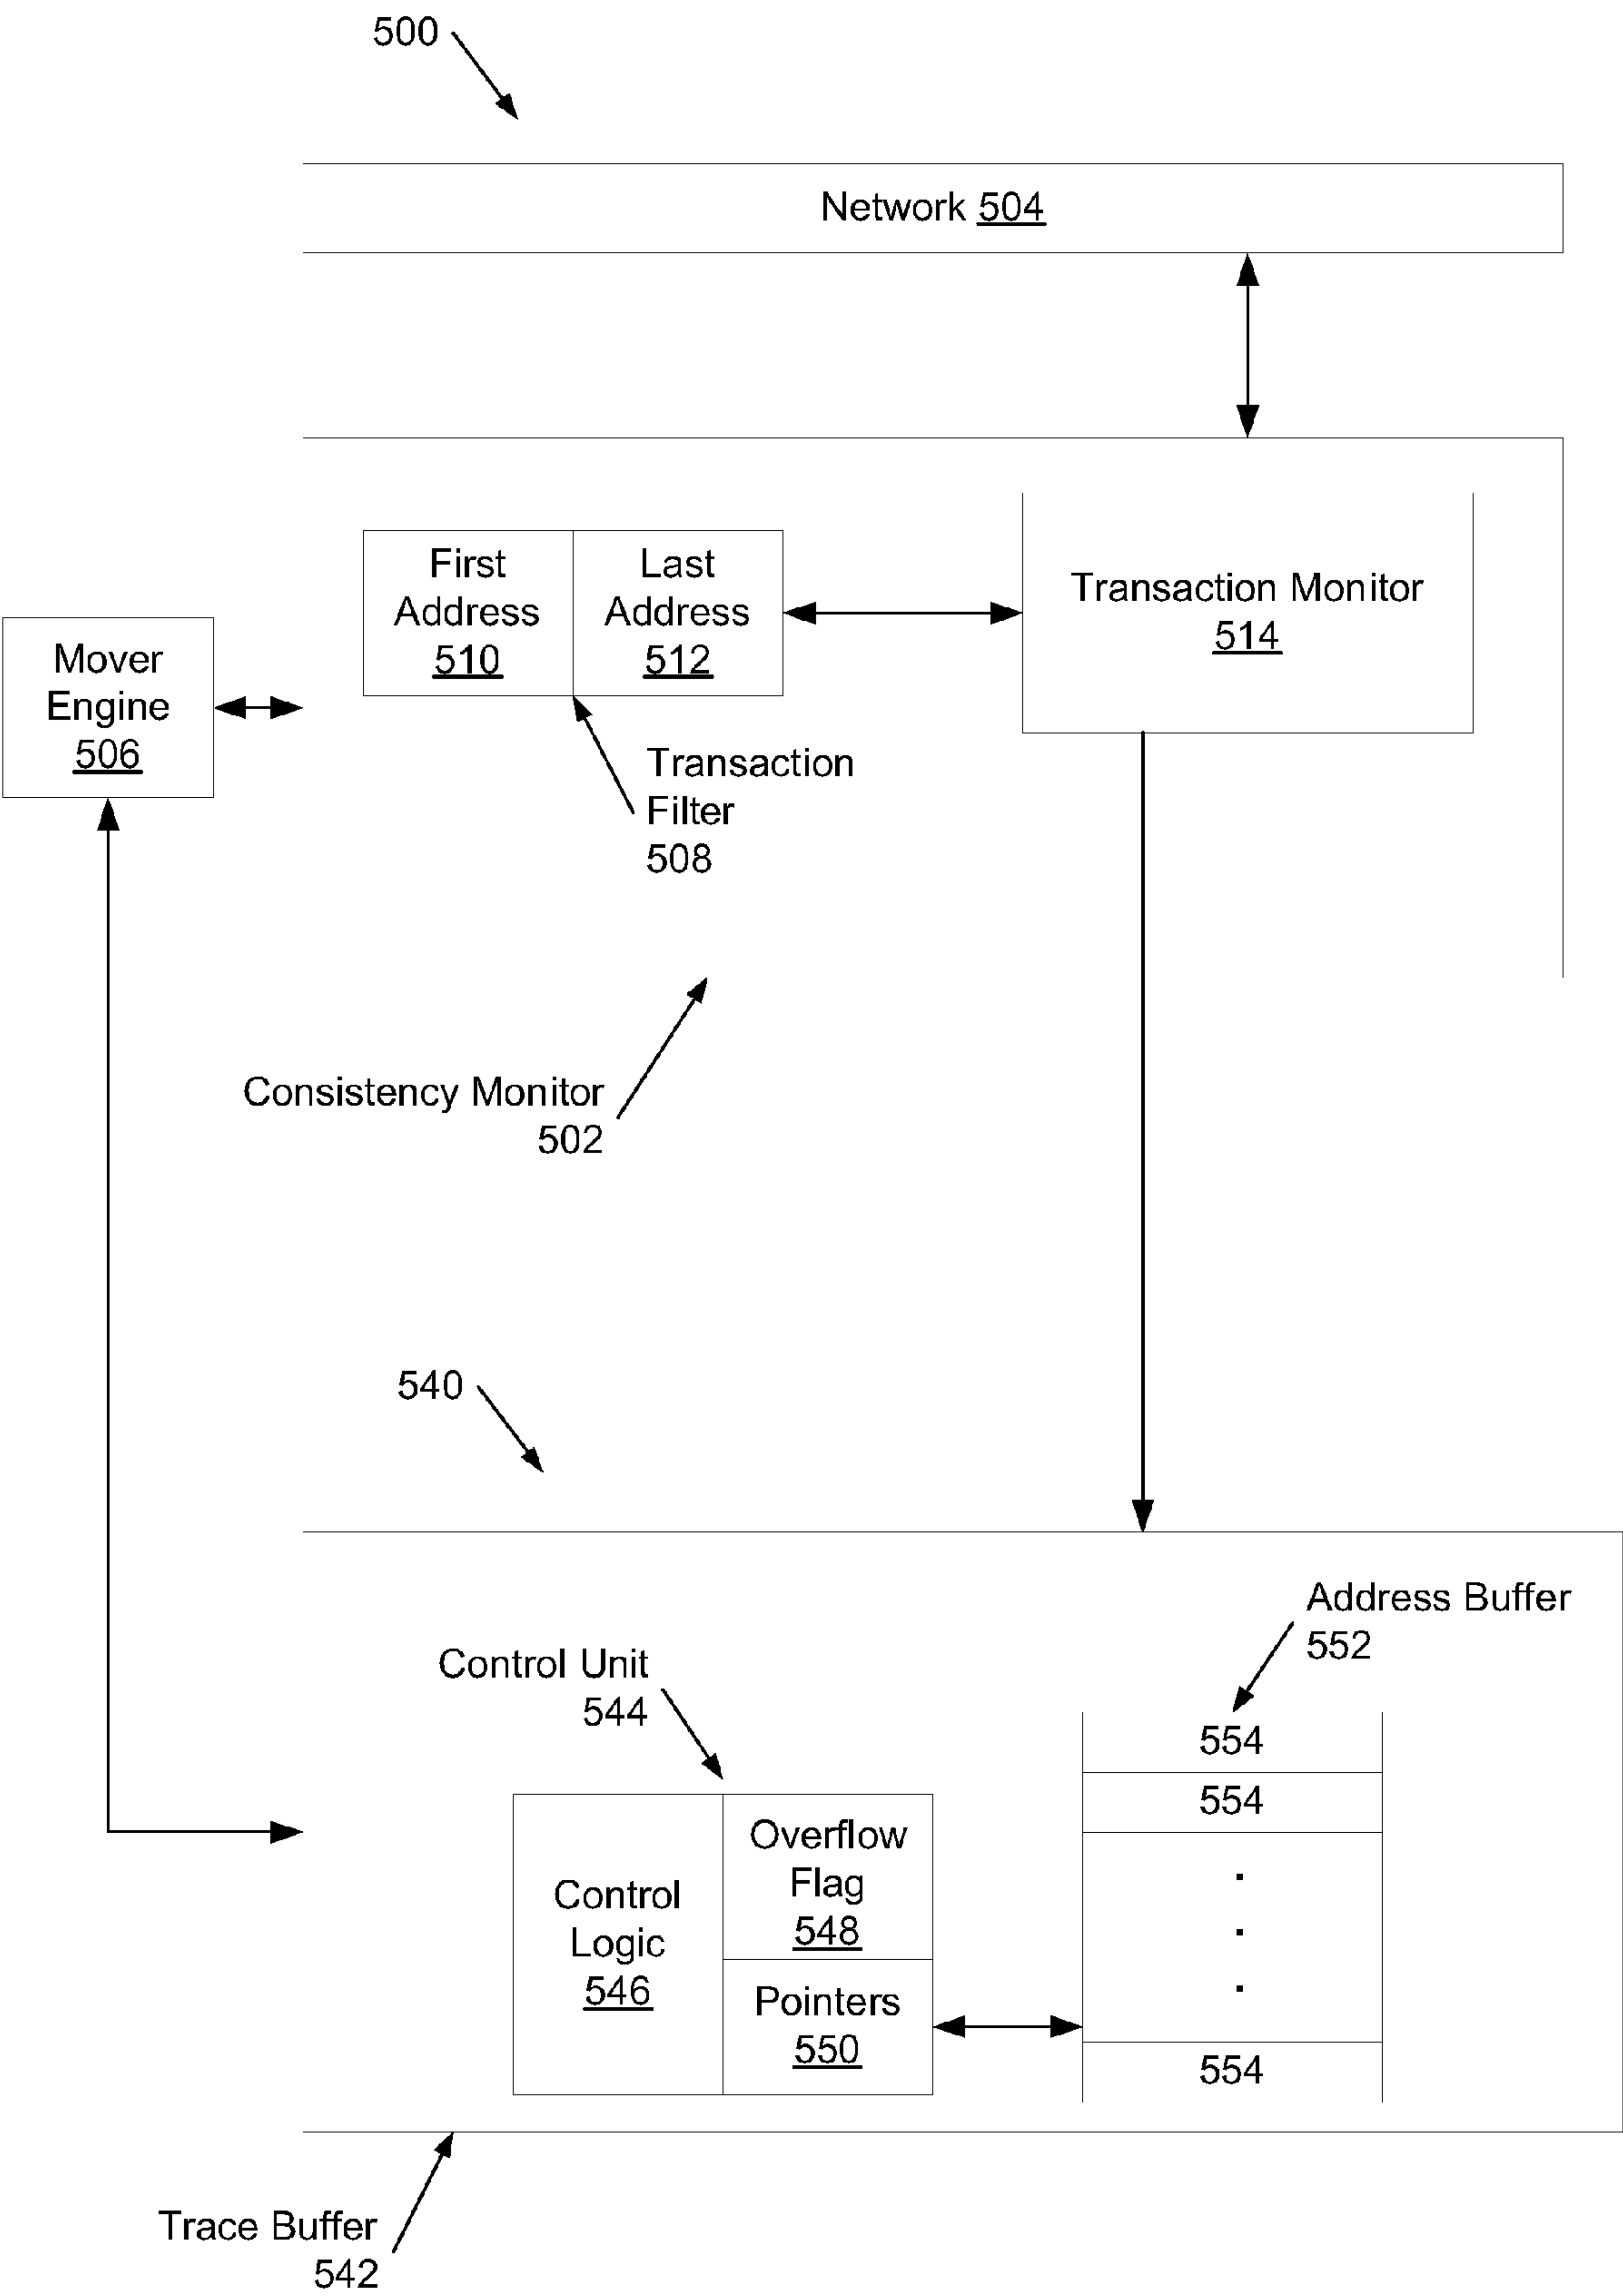 500
Network 504
First
Address
510
Last
Address
512
Transaction Monitor
514
Mover
Engine
506
Transaction
Filter
508
Consistency Monitor
502
540
Address Buffer
552
Control Unit
544
554
554
Overflow
Flag
548
Control
Logic
546
Pointers
550
554
Trace Buffer
542